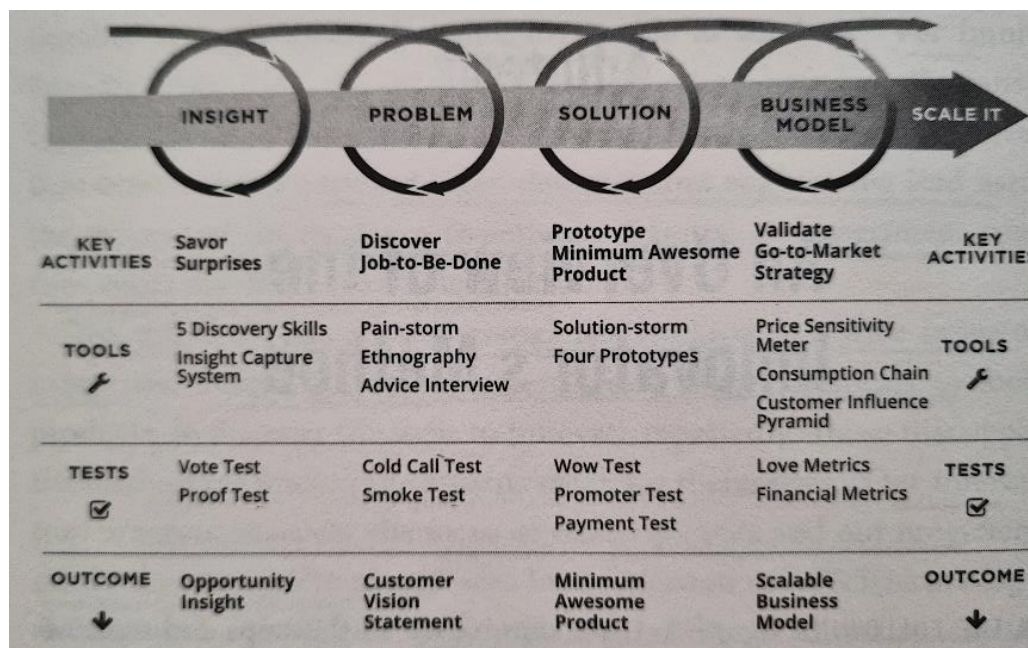 INSIGHT
PROBLEM
SOLUTION
BUSINESS
MODEL
SCALE IT
KEY
ACTIVITIES
Savor
Surprises
Discover
Job-to-Be-Done
Prototype
Minimum Awesome
Product
Validate
Go-to-Market
Strategy
KEY
ACTIVITIES
TOOLS
5 Discovery Skills
Insight Capture
System
Pain-storm
Ethnography
Advice Interview
Solution-storm
Four Prototypes
Price Sensitivity
Meter
Consumption Chain
Customer Influence
Pyramid
TOOLS
TESTS
Vote Test
Proof Test
Cold Call Test
Smoke Test
Wow Test
Promoter Test
Payment Test
Love Metrics
Financial Metrics
TESTS
OUTCOME
Opportunity
Insight
Customer
Vision
Statement
Minimum
Awesome
Product
Scalable
Business
Model
OUTCOME